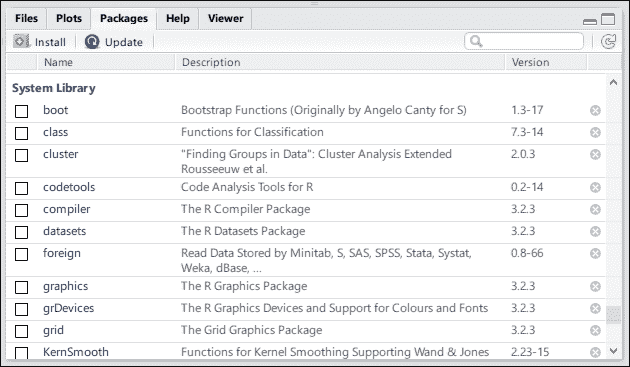 Files Plots Packages Help Viewer
Install Update
Name Description Version
System Library
boot Bootstrap Functions (Originally by Angelo Canty for S) 1.3-17
class Functions for Classification 7.3-14
cluster "Finding Groups in Data": Cluster Analysis Extended 2.0.3
Rousseeuw et al.
codetools Code Analysis Tools for R 0.2-14
compiler The R Compiler Package 3.2.3
datasets The R Datasets Package 3.2.3
foreign Read Data Stored by Minitab, S, SAS, SPSS, Stata, Systat, 0.8-66
Weka, dBase, ...
graphics The R Graphics Package 3.2.3
grDevices The R Graphics Devices and Support for Colours and Fonts 3.2.3
grid The Grid Graphics Package 3.2.3
KernSmooth Functions for Kernel Smoothing Supporting Wand & Jones 2.23-15